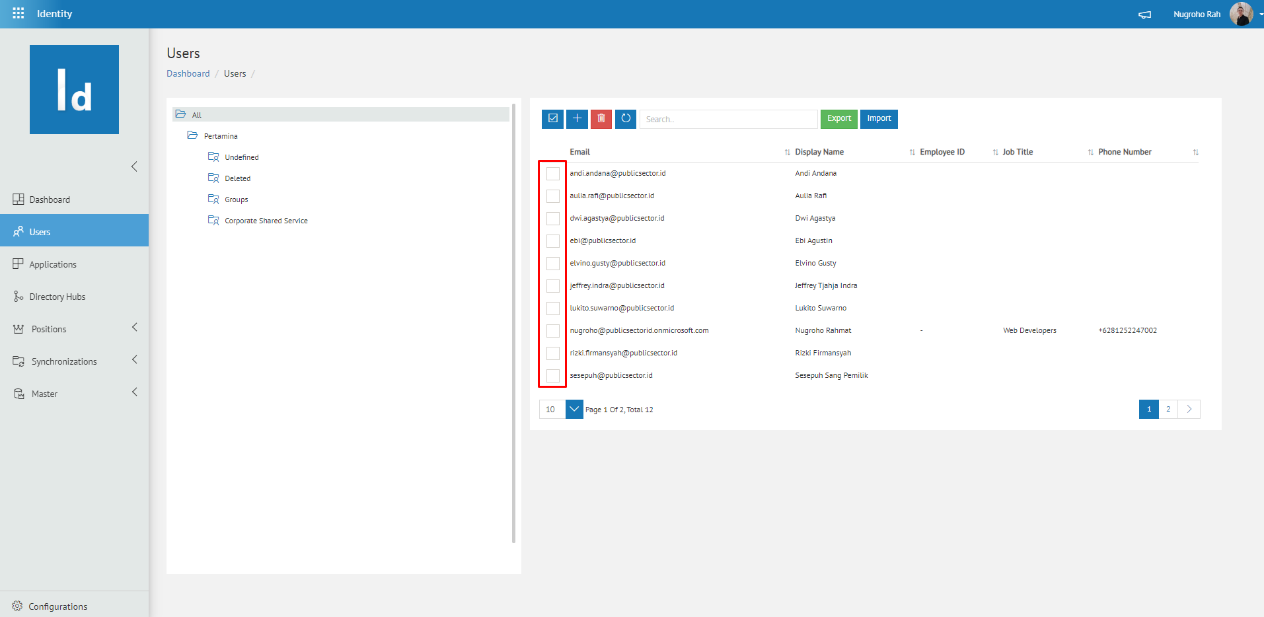 Identity
Nugroho Rah
Id
Users
Dashboard / Users /
All
Pertamina
Undefined
Deleted
Groups
Corporate Shared Service
Dashboard
Users
Applications
Directory Hubs
Positions
Synchronizations
Master
Configurations
Search..
Export
Import
Email Display Name Employee ID Job Title Phone Number
andi.andana@publicsector.id Andi Andana
aulia.rafi@publicsector.id Aulia Rafi
dwi.agastya@publicsector.id Dwi Agastya
ebi@publicsector.id Ebi Agustin
elvino.gusty@publicsector.id Elvino Gusty
jeffrey.indra@publicsector.id Jeffrey Tjahja Indra
lukito.suwarno@publicsector.id Lukito Suwarno
nugroho@publicsectorid.onmicrosoft.com Nugroho Rahmat - Web Developers +6281252247002
rizki.firmansyah@publicsector.id Rizki Firmansyah
sesepuh@publicsector.id Sesepuh Sang Pemilik
10 Page 1 Of 2, Total 12
1 2